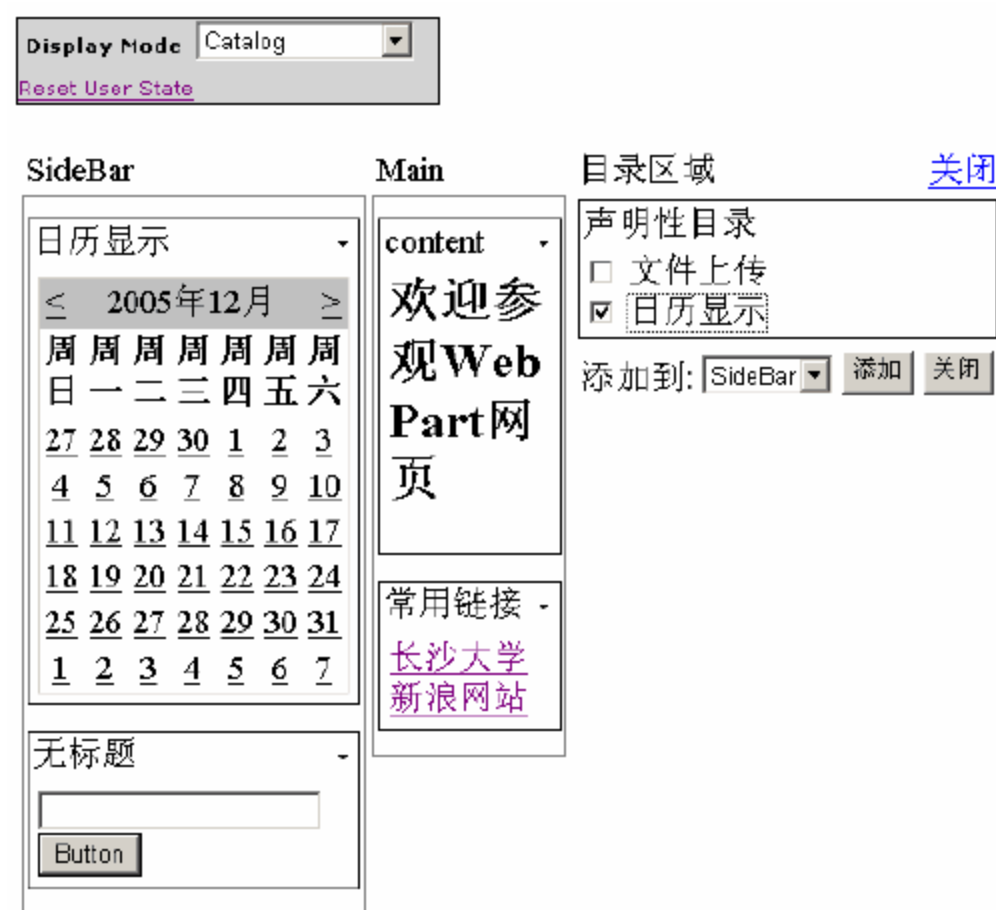 Display Mode Catalog
Reset User State
SideBar
日历显示
< 2005年12月 >
周 周 周 周 周 周 周
日 一 二 三 四 五 六
27 28 29 30 1 2 3
4 5 6 7 8 9 10
11 12 13 14 15 16 17
18 19 20 21 22 23 24
25 26 27 28 29 30 31
1 2 3 4 5 6 7
无标题
Button
Main
content
欢迎参
观Web
Part网
页
常用链接
长沙大学
新浪网站
目录区域 关闭
声明性目录
文件上传
日历显示
添加到: SideBar 添加 关闭